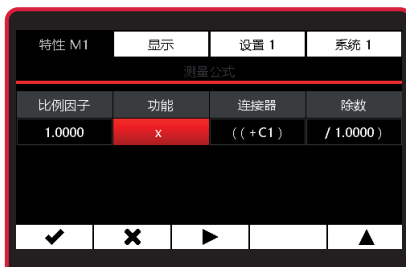 特性 M1 显示 设置 1 系统 1
测量公式
比例因子 功能 连接器 除数
1.0000 x ( ( +C1 ) / 1.0000 )